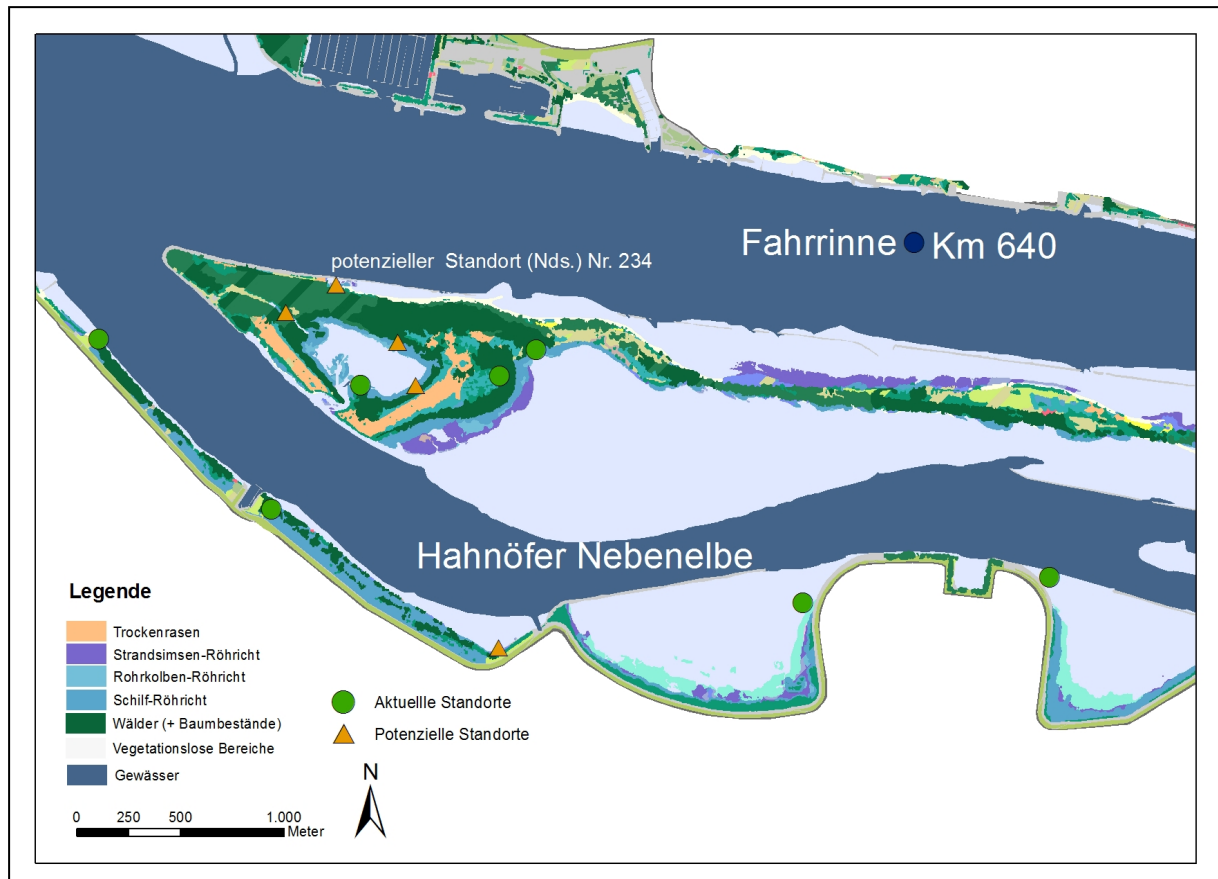 Fahrrinne Km 640
potenzieller Standort (Nds.) Nr. 234
Hahnöfer Nebenelbe
Legende
Trockenrasen
Strandsimsen-Röhricht
Rohrkolben-Röhricht
Schilf-Röhricht
Wälder (+ Baumbestände)
Vegetationslose Bereiche
Gewässer
Aktuellle Standorte
Potenzielle Standorte
N
0 250 500 1.000
Meter